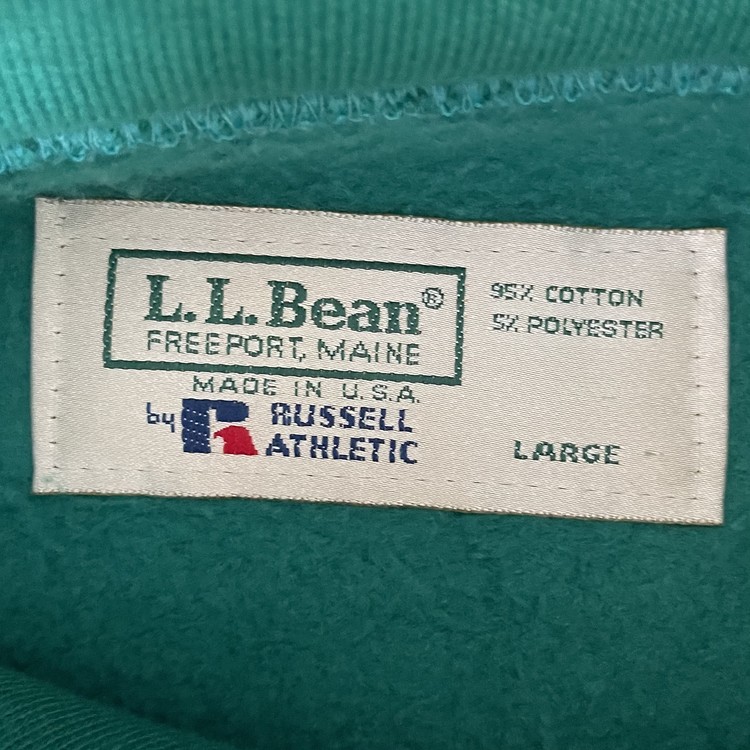 L.L.Bean®
FREEPORT, MAINE
MADE IN U.S.A.
by RUSSELL
ATHLETIC
95% COTTON
5% POLYESTER
LARGE